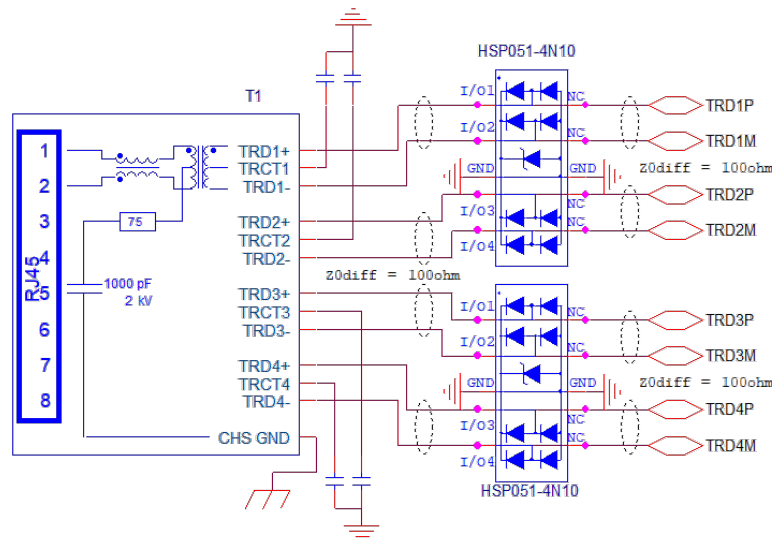 HSP051-4N10
T1
RJ45
1
2
3
4
5
6
7
8
75
1000 pF
2 kV
CHS GND
TRD1+
TRCT1
TRD1-
TRD2+
TRCT2
TRD2-
TRD3+
TRCT3
TRD3-
TRD4+
TRCT4
TRD4-
Z0diff = 100ohm
I/O1
NC
I/O2
NC
GND
GND
I/O3
NC
I/O4
NC
TRD1P
TRD1M
Z0diff = 100ohm
TRD2P
TRD2M
I/O1
NC
I/O2
NC
GND
GND
I/O3
NC
I/O4
NC
TRD3P
TRD3M
Z0diff = 100ohm
TRD4P
TRD4M
HSP051-4N10